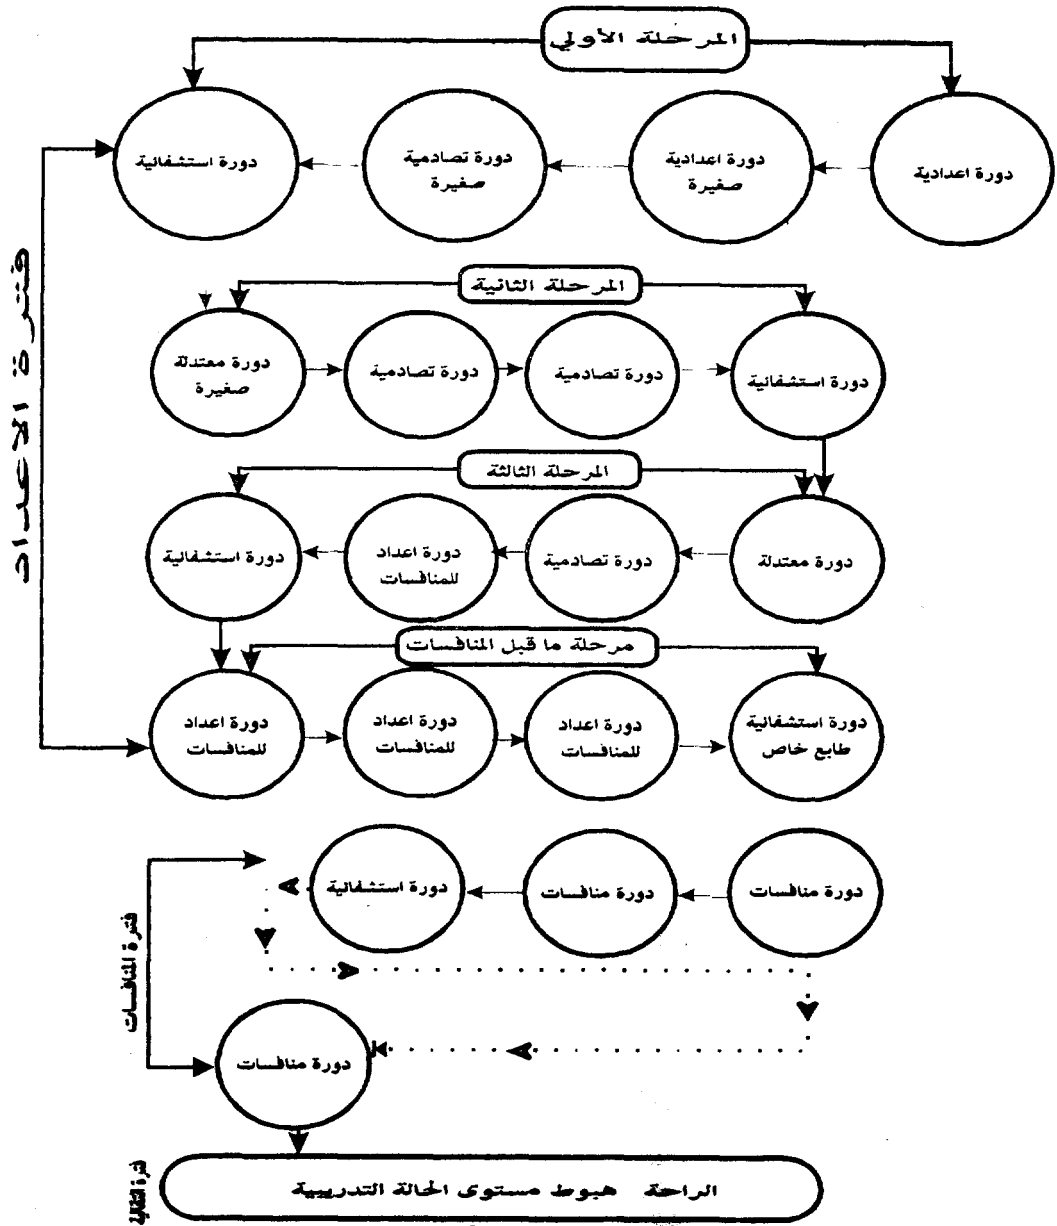 المرحلة الأولي
دورة اعدادية
دورة اعدادية
صغيرة
دورة تصادمية
صغيرة
دورة استشفائية
فترة الاعداد
المرحلة الثانية
دورة معتدلة
صغيرة
دورة تصادمية
دورة تصادمية
دورة استشفائية
المرحلة الثالثة
دورة معتدلة
دورة تصادمية
دورة اعداد
للمنافسات
دورة استشفائية
مرحلة ما قبل المنافسات
دورة اعداد
للمنافسات
دورة اعداد
للمنافسات
دورة اعداد
للمنافسات
دورة استشفائية
طابع خاص
فترة المنافسات
دورة منافسات
دورة منافسات
دورة استشفائية
دورة منافسات
الراحة هبوط مستوى الحالة التدريبية